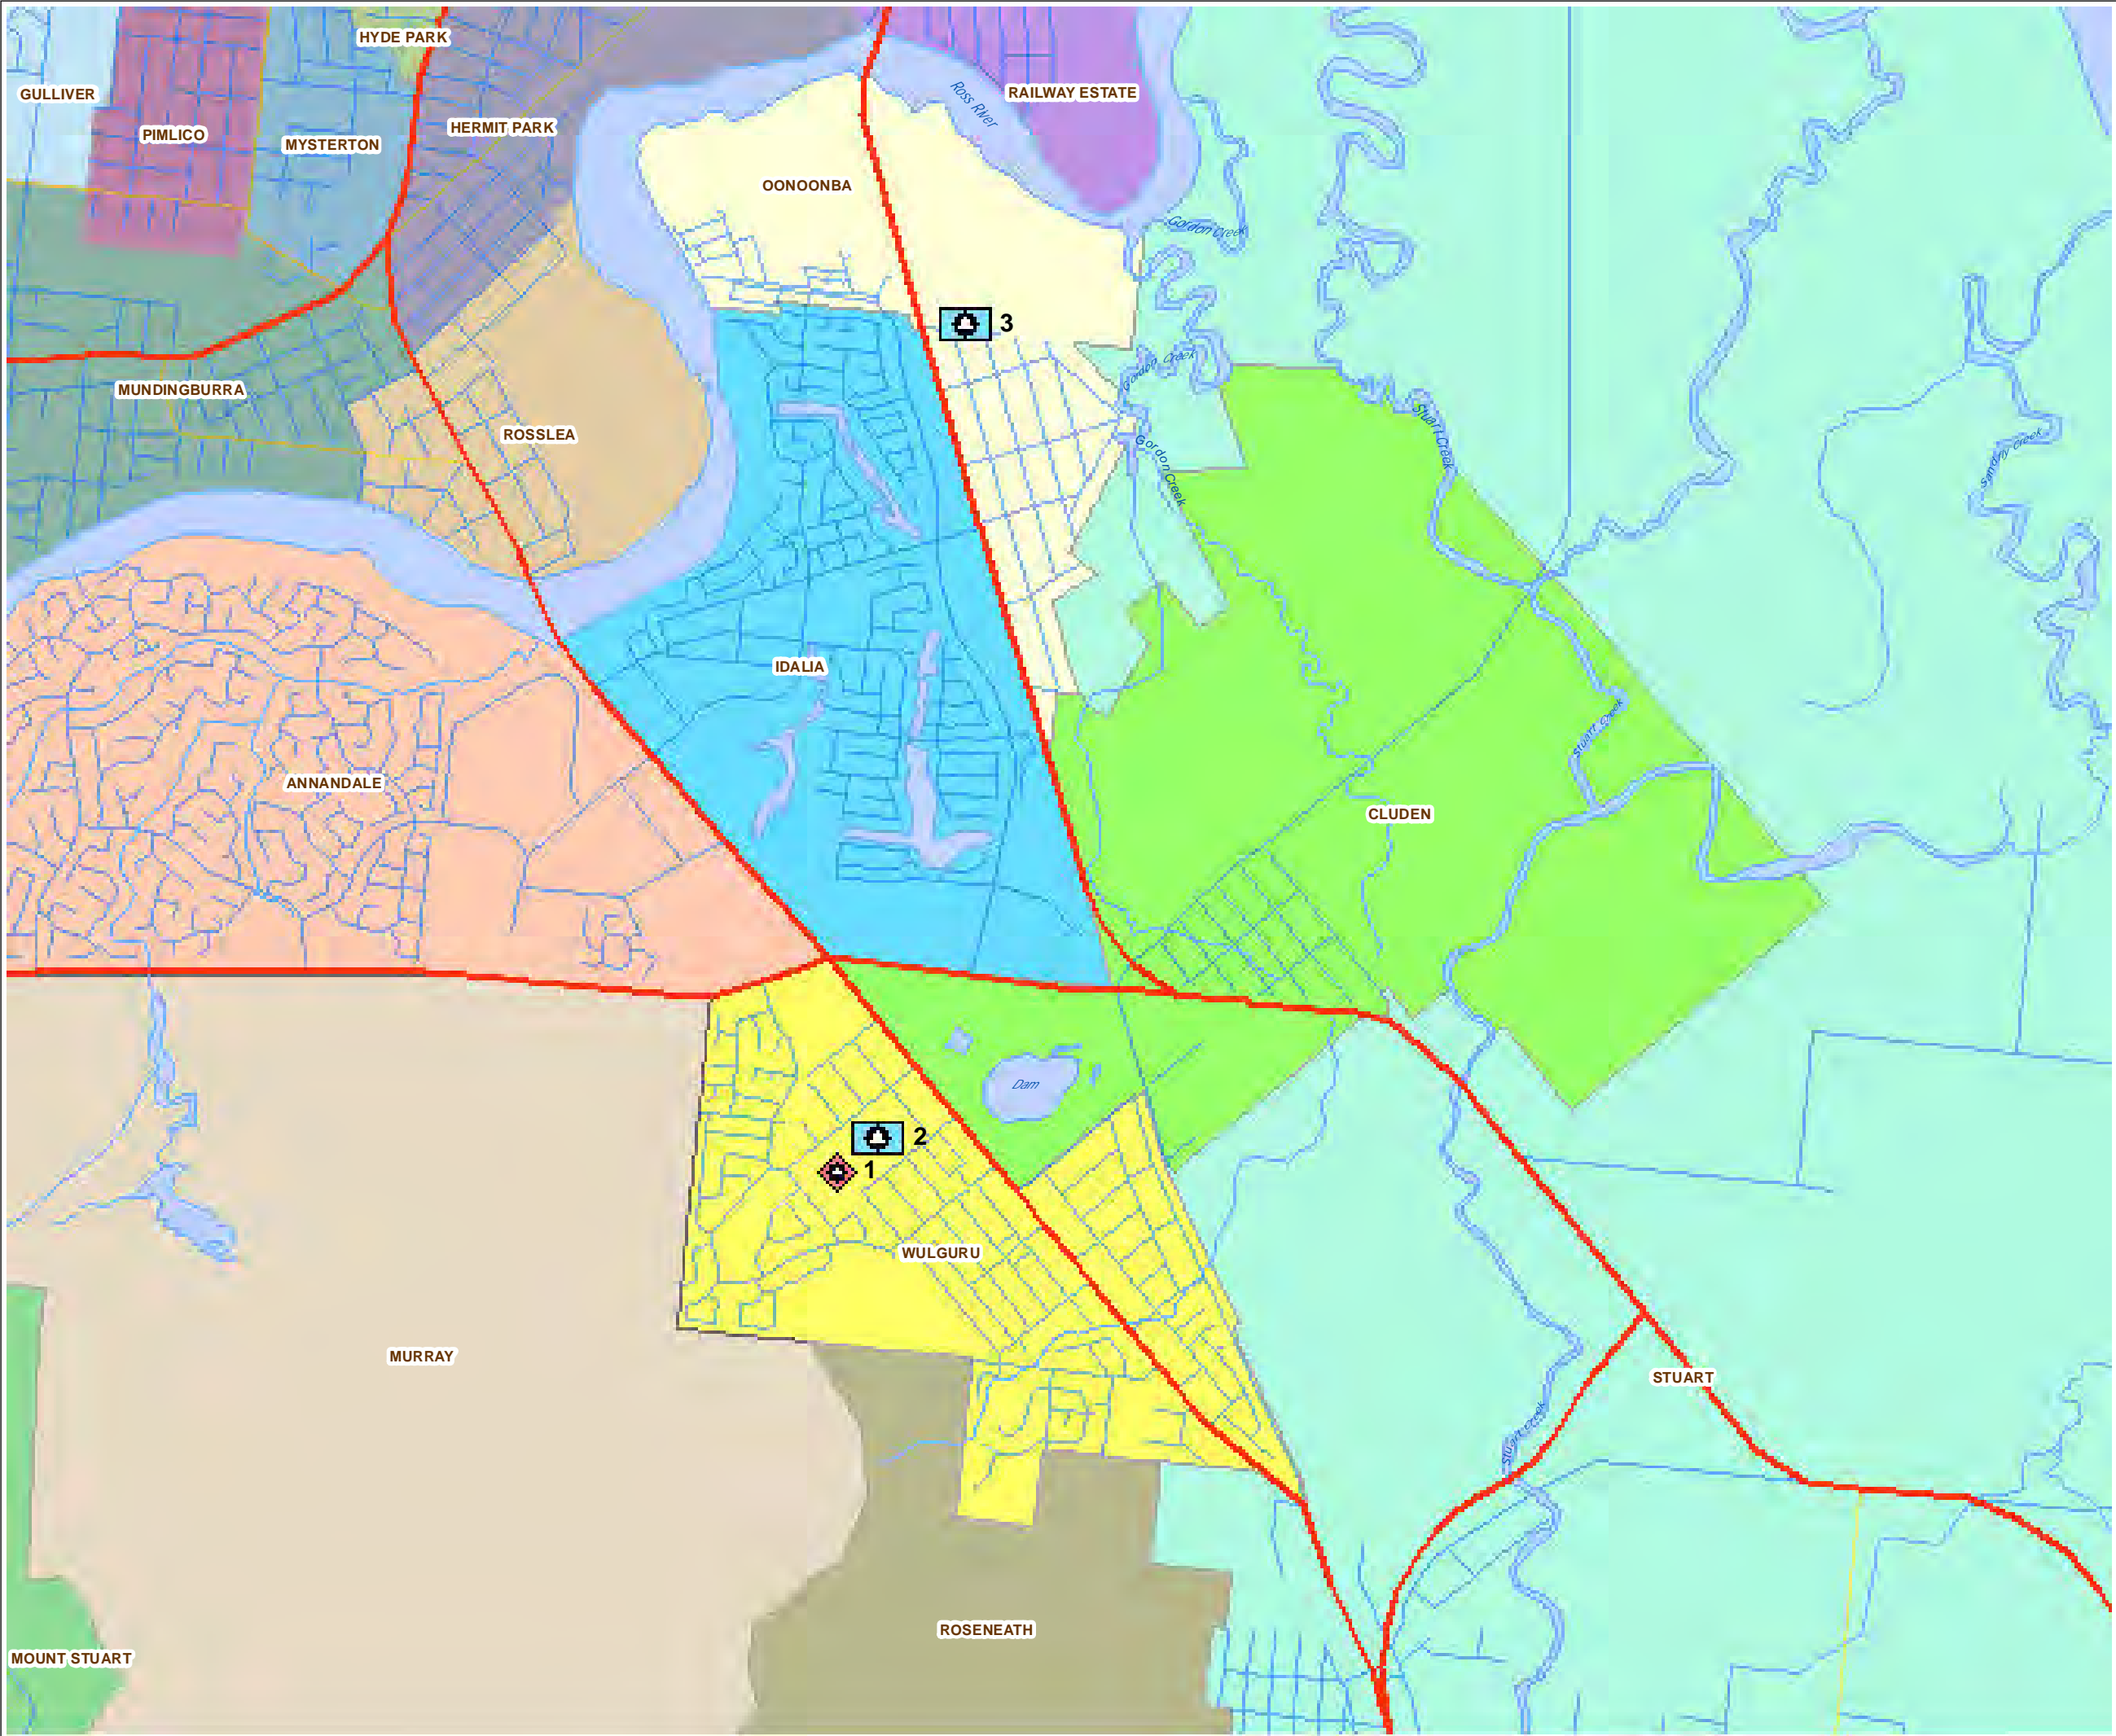 HYDE PARK
GULLIVER
RAILWAY ESTATE
Ross River
HERMIT PARK
PIMLICO
MYSTERTON
OONOONBA
Gordon Creek
3
Gordon Creek
MUNDINGBURRA
ROSSLEA
Stuart Creek
Sandfly Creek
Gordon Creek
IDALIA
Stuart Creek
ANNANDALE
CLUDEN
Dam
2
1
WULGURU
MURRAY
STUART
Stuart Creek
ROSENEATH
MOUNT STUART